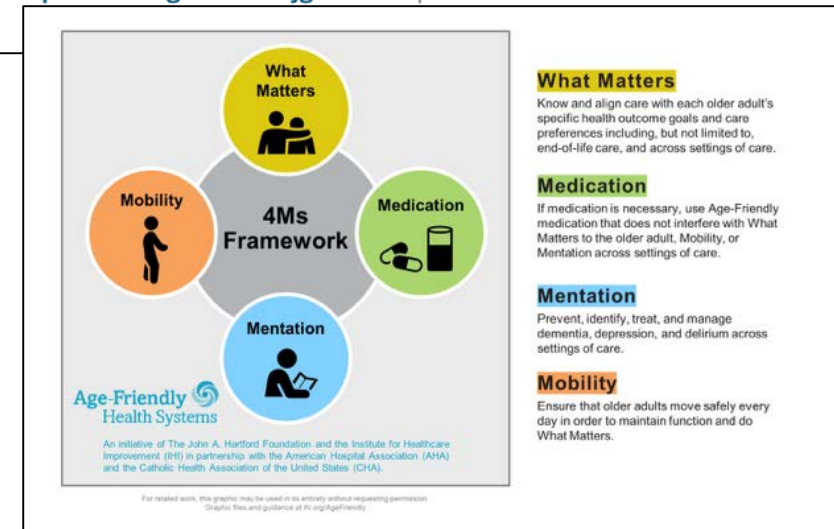 What
Matters
Mobility
4Ms
Framework
Medication
Mentation
Age-Friendly
Health Systems
An initiative of The John A. Hartford Foundation and the Institute for Healthcare
Improvement (IHI) in partnership with the American Hospital Association (AHA)
and the Catholic Health Association of the United States (CHA).
For related work, this graphic may be used in its entirety without requesting permission.
Graphic files and guidance at ihi.org/AgeFriendly
What Matters
Know and align care with each older adult's
specific health outcome goals and care
preferences including, but not limited to,
end-of-life care, and across settings of care.
Medication
If medication is necessary, use Age-Friendly
medication that does not interfere with What
Matters to the older adult, Mobility, or
Mentation across settings of care.
Mentation
Prevent, identify, treat, and manage
dementia, depression, and delirium across
settings of care.
Mobility
Ensure that older adults move safely every
day in order to maintain function and do
What Matters.